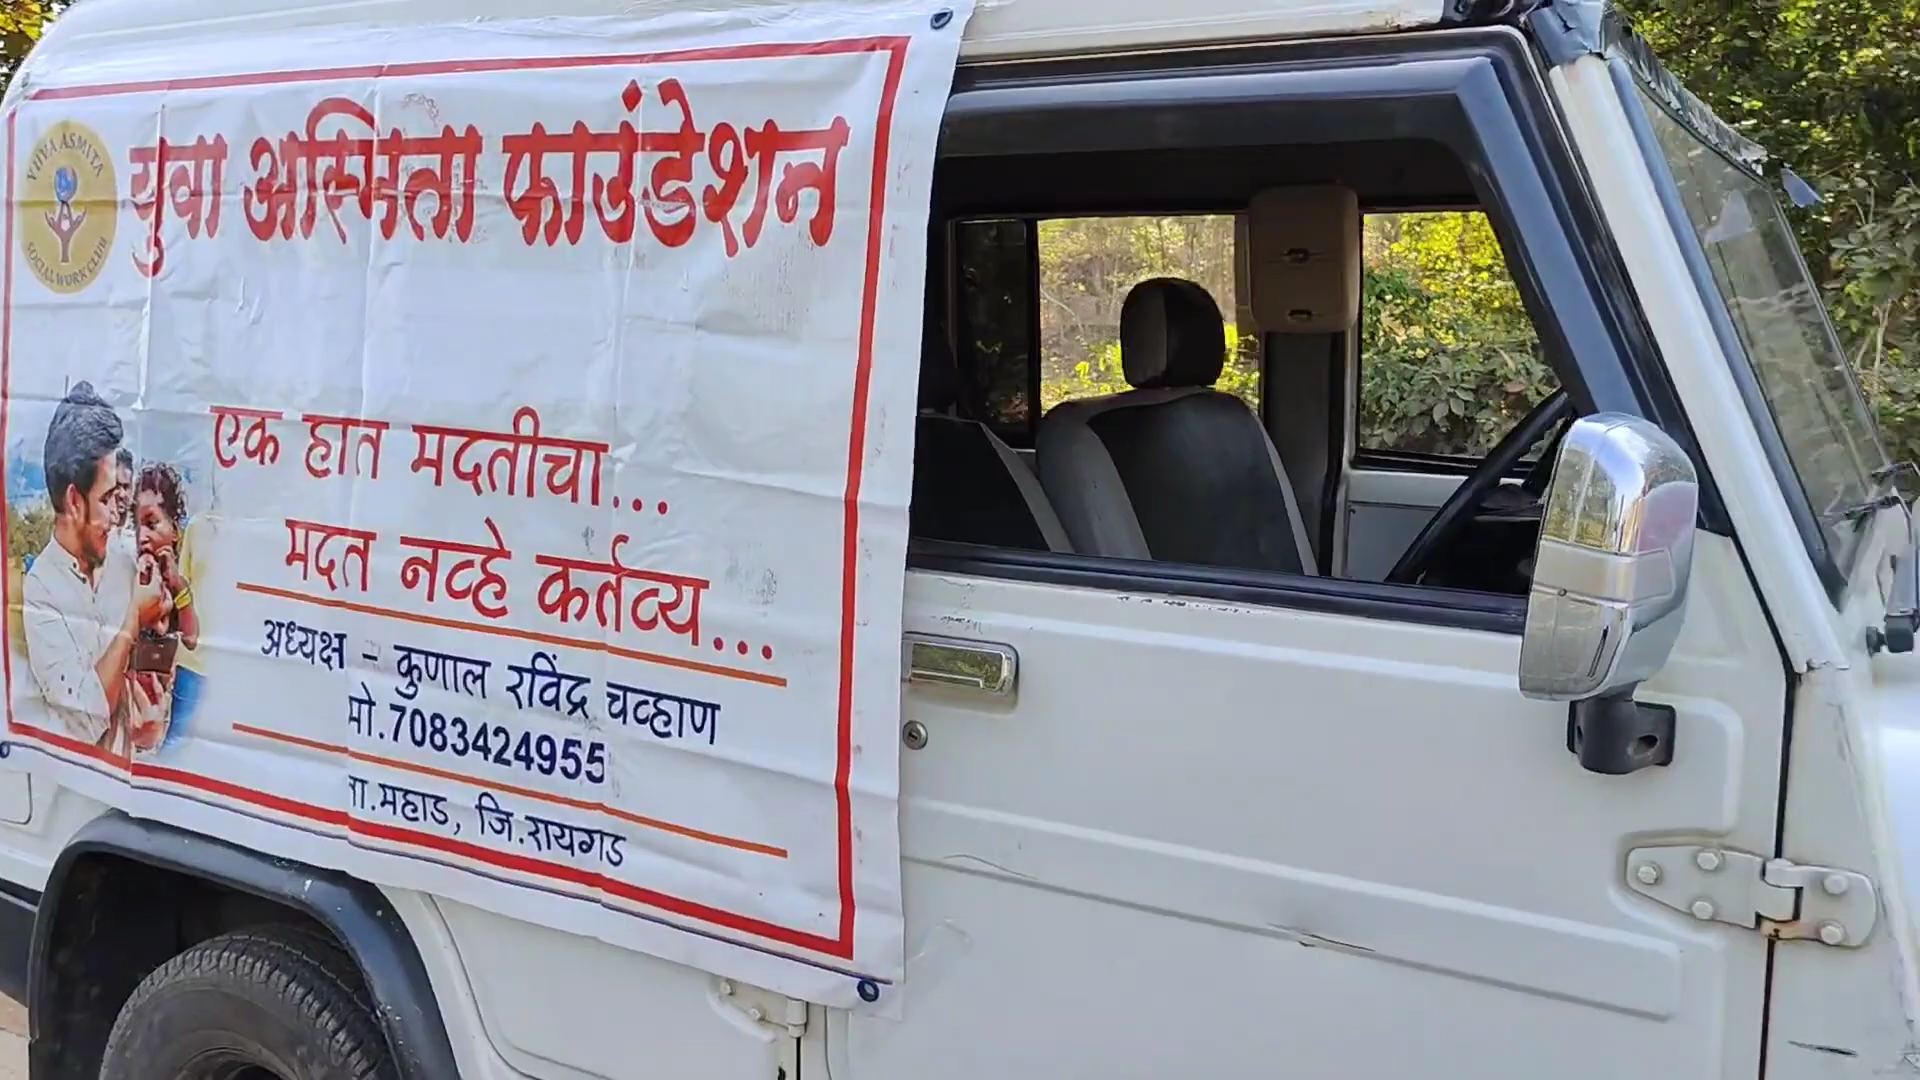 YUVA ASMITA
SOCIAL WORK CLUB
युवा अस्मिता फाउंडेशन
एक हात मदतीचा...
मदत नव्हे कर्तव्य...
अध्यक्ष - कुणाल रविंद्र चव्हाण
मो.7083424955
ता.महाड, जि.रायगड